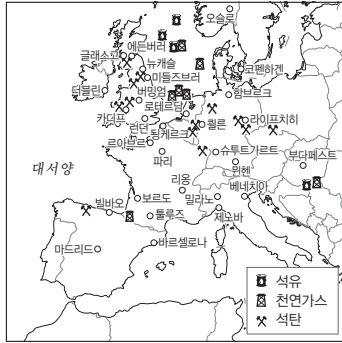 오슬로
에든버러
글래스고
코펜하겐
뉴캐슬
미들즈브러
더블린
버밍엄
함부르크
로테르담
카디프
런던
쾰른
라이프치히
됭케르크
르아브르
파리
슈투트가르트
부다페스트
뮌헨
대서양
리옹
베네치아
밀라노
보르도
빌바오
제노바
툴루즈
마드리드
바르셀로나
석유
천연가스
석탄